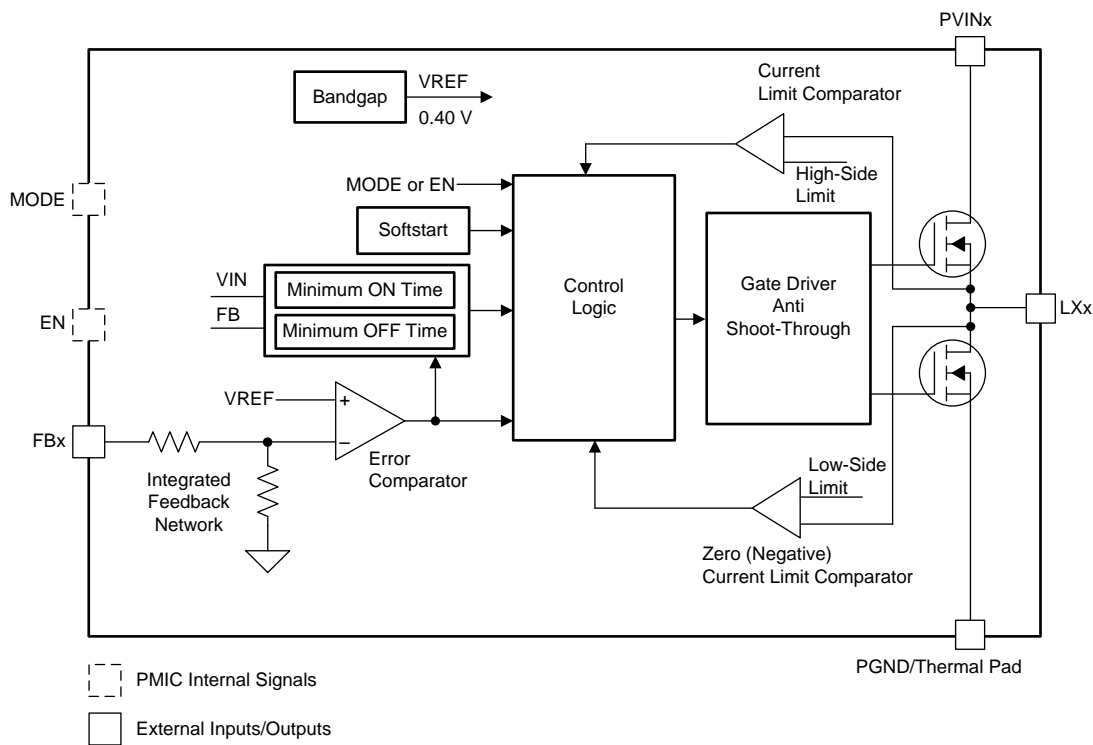 PVINx
Bandgap
VREF
0.40 V
Current
Limit Comparator
High-Side
Limit
MODE
MODE or EN
Softstart
VIN
FB
Minimum ON Time
Minimum OFF Time
EN
Control
Logic
Gate Driver
Anti
Shoot-Through
LXx
VREF
+
−
FBx
Error
Comparator
Integrated
Feedback
Network
Low-Side
Limit
Zero (Negative)
Current Limit Comparator
PGND/Thermal Pad
PMIC Internal Signals
External Inputs/Outputs